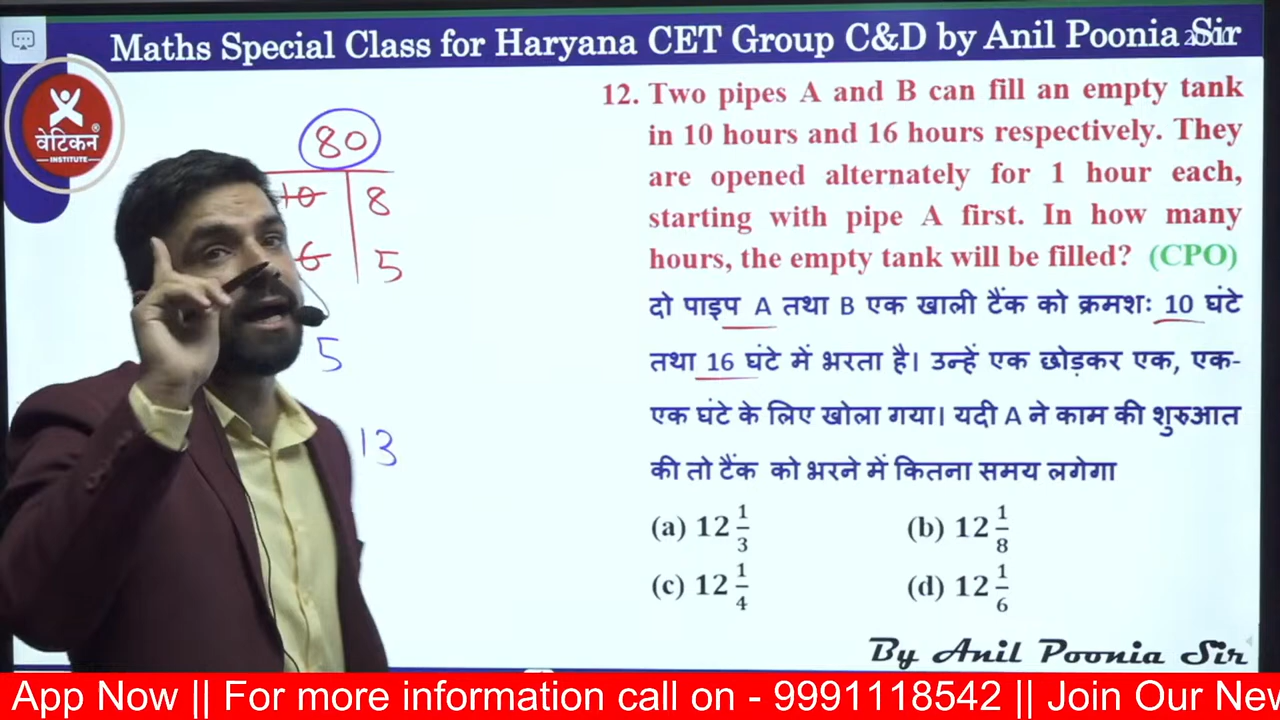 Maths Special Class for Haryana CET Group C&D by Anil Poonia Sir
वेटिकन
INSTITUTE
80
10 8
6 5
5
13
12. Two pipes A and B can fill an empty tank
in 10 hours and 16 hours respectively. They
are opened alternately for 1 hour each,
starting with pipe A first. In how many
hours, the empty tank will be filled? (CPO)
दो पाइप A तथा B एक खाली टैंक को क्रमशः 10 घंटे
तथा 16 घंटे में भरता है। उन्हें एक छोड़कर एक, एक-
एक घंटे के लिए खोला गया। यदी A ने काम की शुरुआत
की तो टैंक को भरने में कितना समय लगेगा
(a) 12 1/3 (b) 12 1/8
(c) 12 1/4 (d) 12 1/6
By Anil Poonia Sir
App Now || For more information call on - 9991118542 || Join Our New